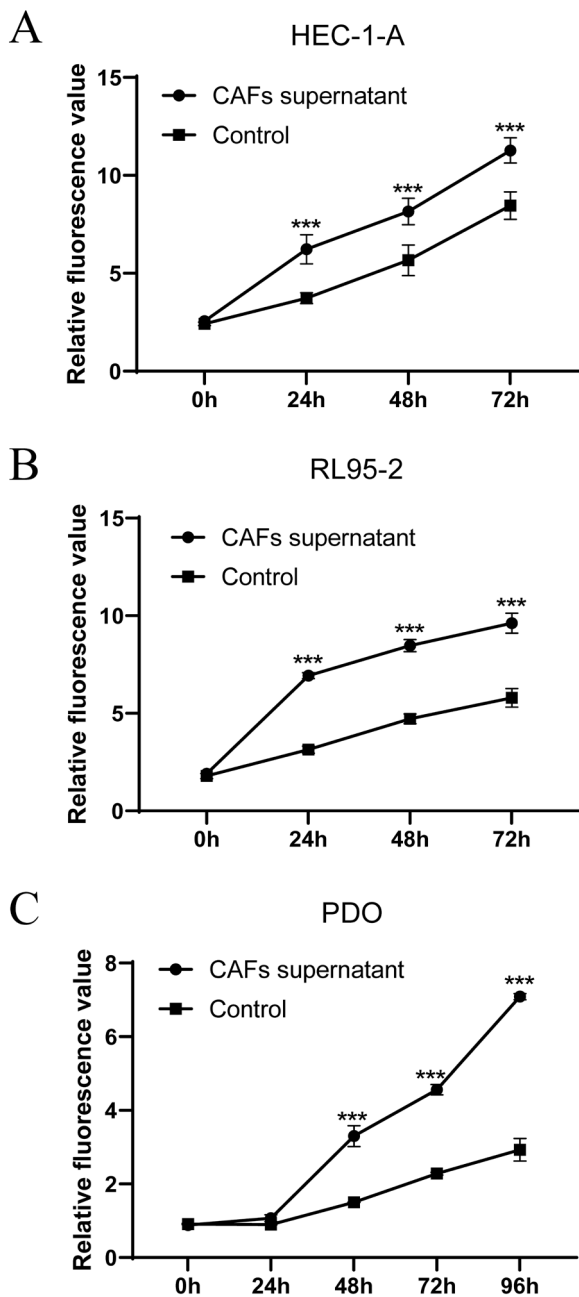 A
HEC-1-A
Relative fluorescence value
15
10
5
0
CAFs supernatant
Control
***
***
***
0h
24h
48h
72h
B
RL95-2
Relative fluorescence value
15
10
5
0
CAFs supernatant
Control
***
***
***
0h
24h
48h
72h
C
PDO
Relative fluorescence value
8
6
4
2
0
CAFs supernatant
Control
***
***
***
0h
24h
48h
72h
96h